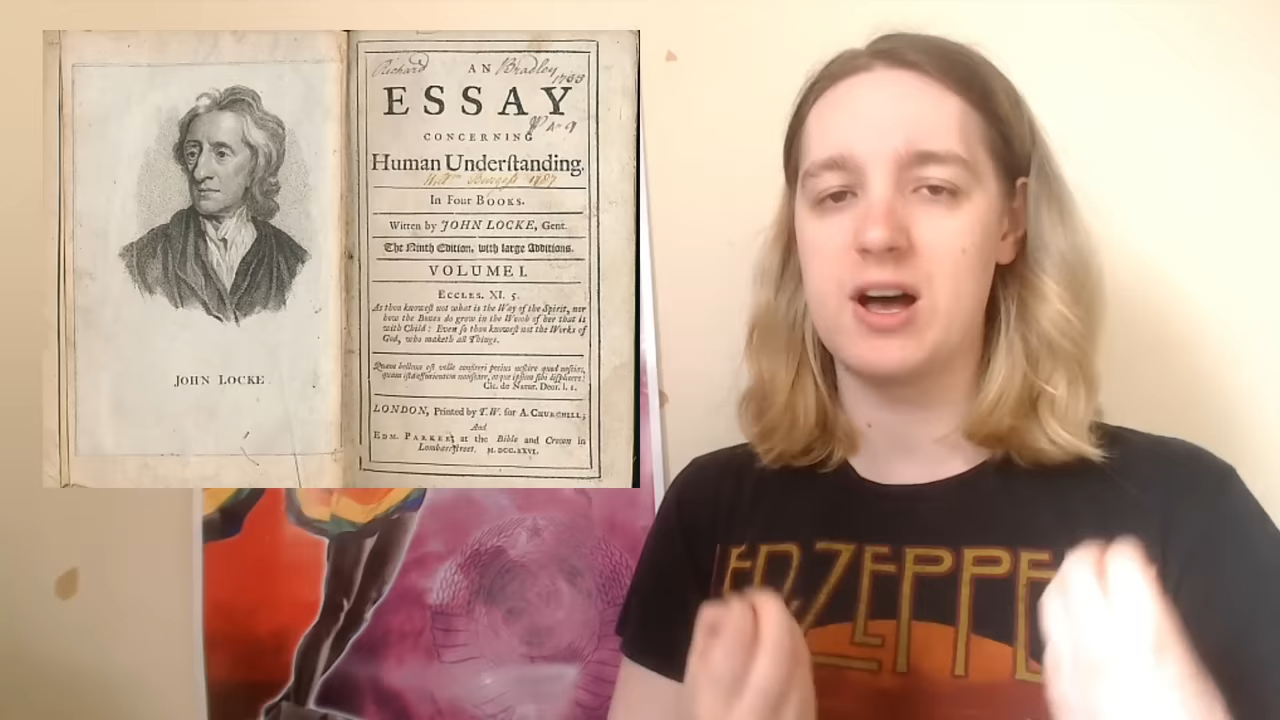 JOHN LOCKE.
Richard AN Bradley
ESSAY
CONCERNING
Human Underſtanding.
In Four BOOKS.
Written by JOHN LOCKE, Gent.
The Ninth Edition, with large Additions.
VOLUME I.
ECCLES. XI. 5.
As thou knoweſt not what is the Way of the Spirit, nor
how the Bones do grow in the Womb of her that is
with Child: Even ſo thou knoweſt not the Works of
God, who maketh all Things.
Cic. de Natur. Deor. l. 1.
LONDON, Printed by T. W. for A. CHURCHILL;
And
EDM. PARKER, at the Bible and Crown in
Lombard-ſtreet. M.DCC.XXVI.
LED ZEPPE